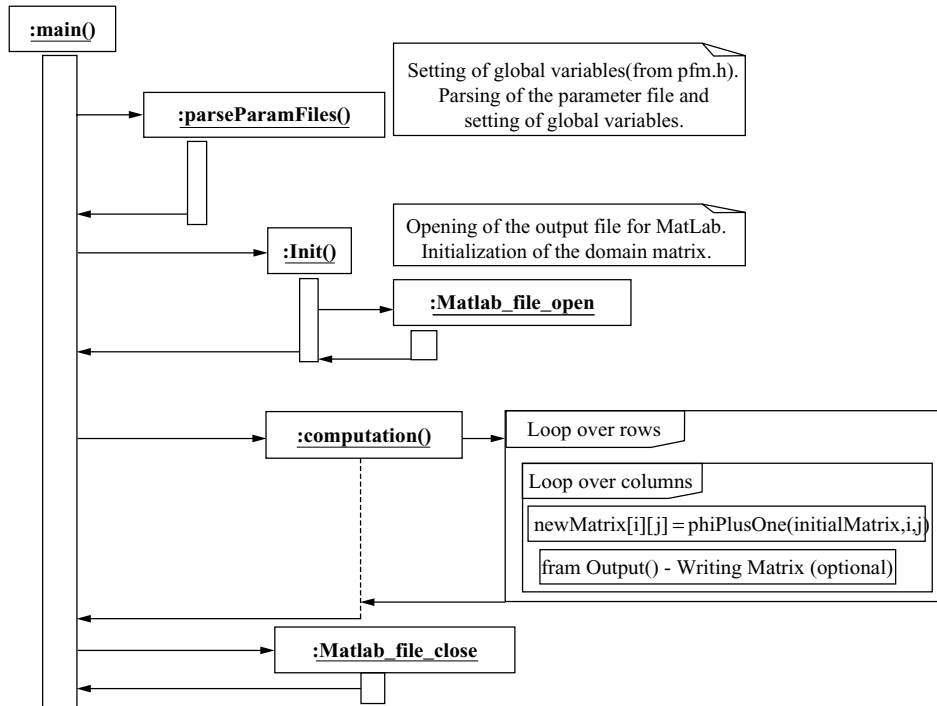 :main()
:parseParamFiles()
Setting of global variables(from pfm.h).
Parsing of the parameter file and
setting of global variables.
:Init()
Opening of the output file for MatLab.
Initialization of the domain matrix.
:Matlab_file_open
:computation()
Loop over rows
Loop over columns
newMatrix[i][j]=phiPlusOne(initialMatrix,i,j)
fram Output() - Writing Matrix (optional)
:Matlab_file_close